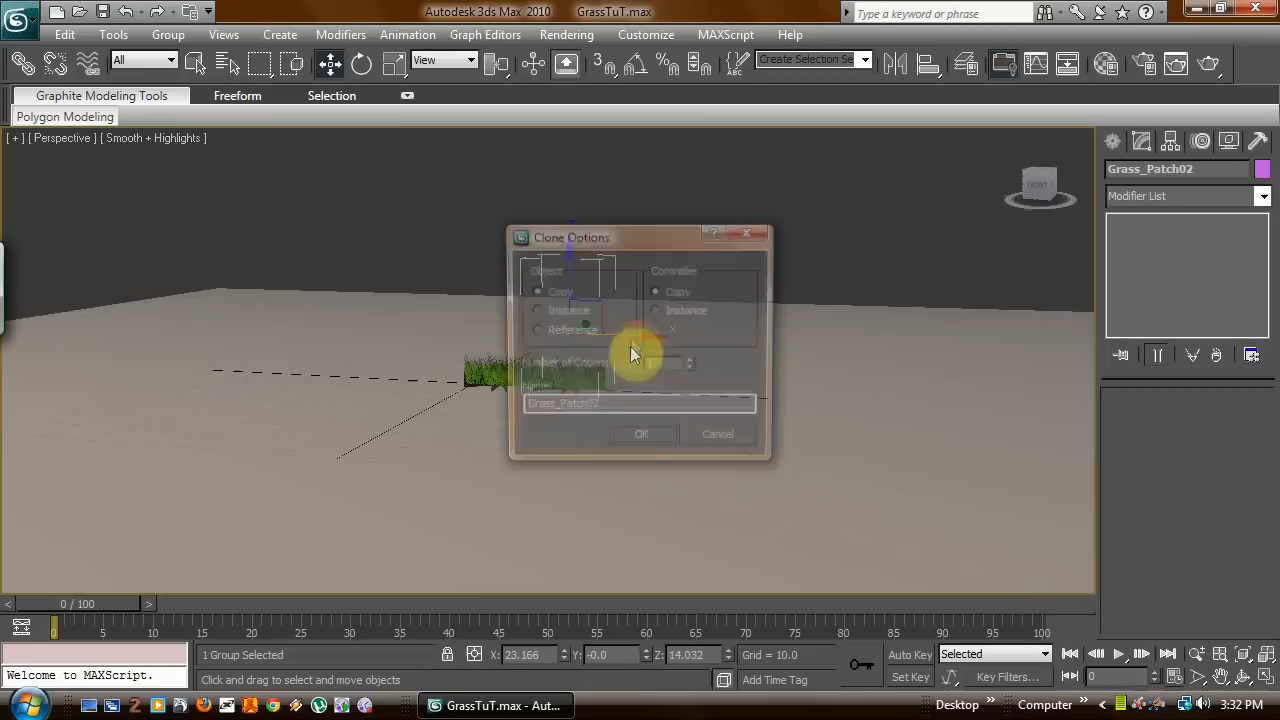 Autodesk 3ds Max 2010 GrassTuT.max
Type a keyword or phrase
Edit Tools Group Views Create Modifiers Animation Graph Editors Rendering Customize MAXScript Help
All View Create Selection Se
Graphite Modeling Tools Freeform Selection
Polygon Modeling
[ + ] [ Perspective ] [ Smooth + Highlights ]
FRONT
Grass_Patch02
Modifier List
Clone Options
Object Controller
Copy Copy
Instance Instance
Reference
X
Number of Copies:
Name:
Grass_Patch02
OK Cancel
< 0 / 100 >
0 5 10 15 20 25 30 35 40 45 50 55 60 65 70 75 80 85 90 95 100
1 Group Selected X: 23.166 Y: -0.0 Z: 14.032 Grid = 10.0 Auto Key Selected
Welcome to MAXScript. Click and drag to select and move objects Add Time Tag Set Key Key Filters... 0
GrassTuT.max - Aut... Desktop » Computer » 3:32 PM